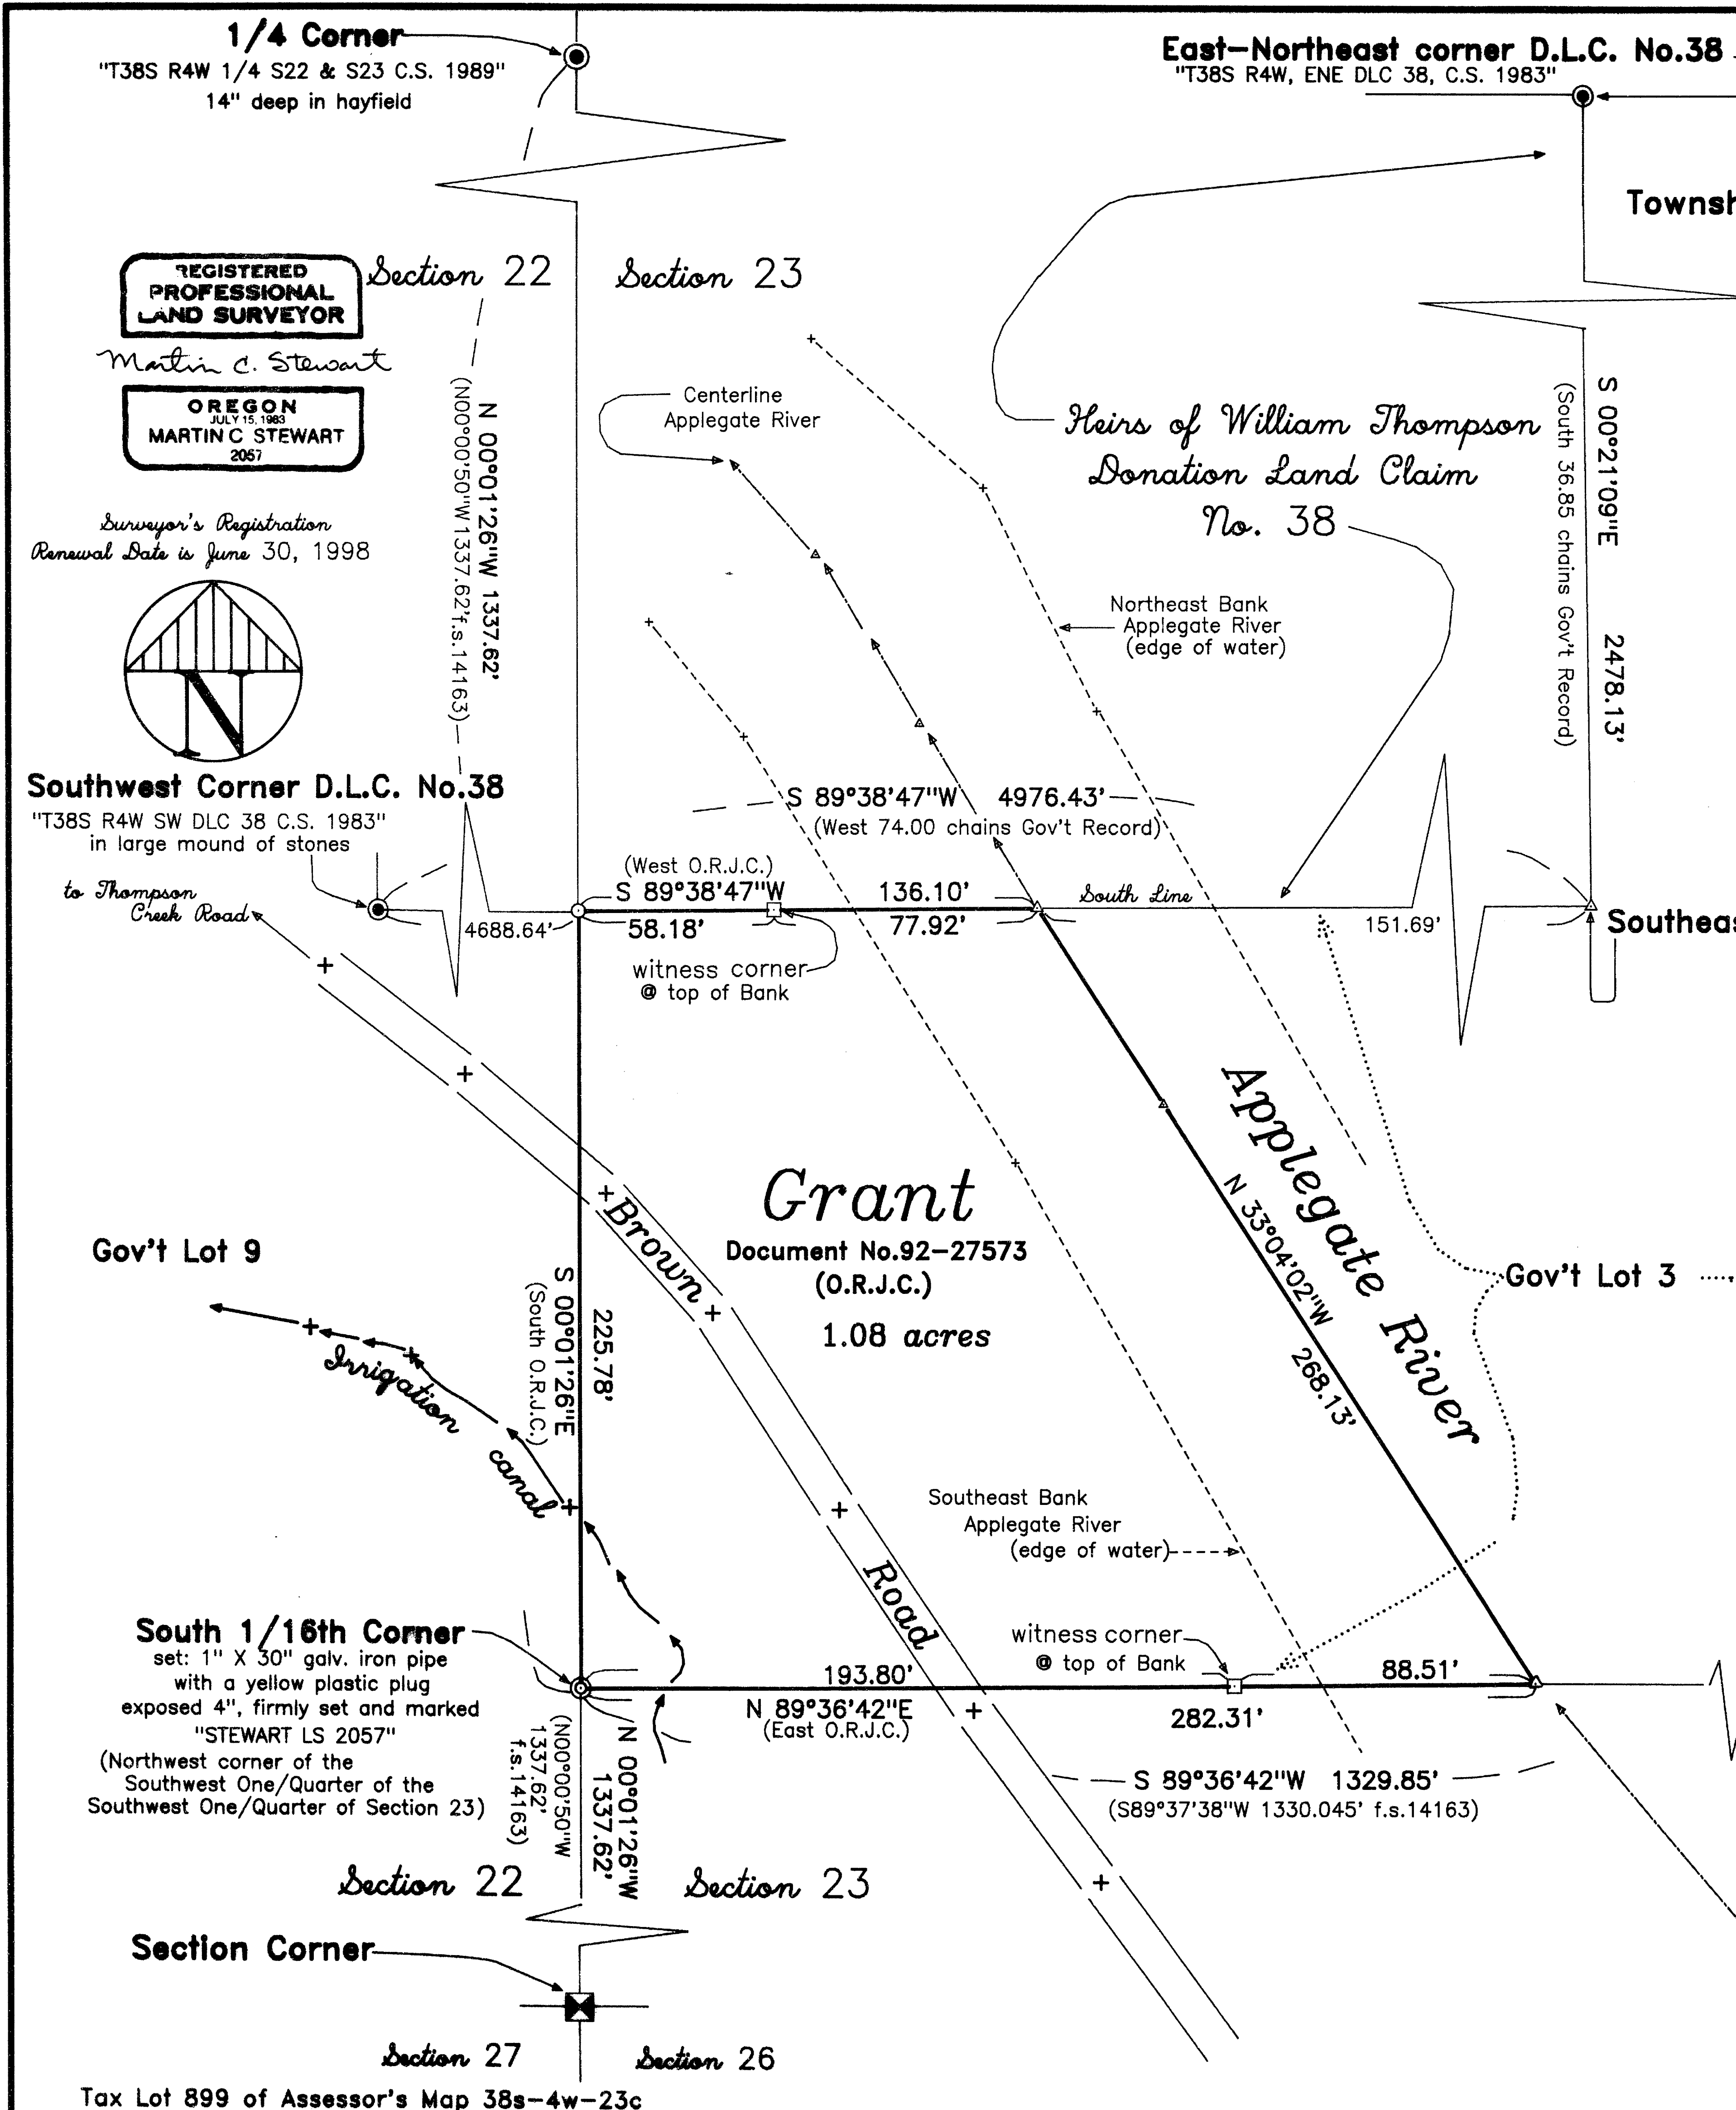 1/4 Corner
"T38S R4W 1/4 S22 & S23 C.S. 1989"
14" deep in hayfield
East-Northeast corner D.L.C. No.38
"T38S R4W, ENE DLC 38, C.S. 1983"
REGISTERED
PROFESSIONAL
LAND SURVEYOR
Martin C. Stewart
OREGON
JULY 15, 1983
MARTIN C STEWART
2057
Surveyor's Registration
Renewal Date is June 30, 1998
N
Section 22
Section 23
N 00°01'26"W 1337.62'
(N00°00'50"W1337.62'f.s.14163)
Centerline
Applegate River
Heirs of William Thompson
Donation Land Claim
No. 38
S 00°21'09"E 2478.13'
(South 36.85 chains Gov't Record)
Northeast Bank
Applegate River
(edge of water)
Southwest Corner D.L.C. No.38
"T38S R4W SW DLC 38 C.S. 1983"
in large mound of stones
to Thompson
Creek Road
S 89°38'47"W 4976.43'
(West 74.00 chains Gov't Record)
(West O.R.J.C.)
S 89°38'47"W 136.10'
South Line
4688.64'
58.18'
77.92'
151.69'
witness corner
@ top of Bank
Applegate River
N 33°04'02"W
268.13'
Grant
Document No.92-27573
(O.R.J.C.)
1.08 acres
Brown
Road
Gov't Lot 9
Gov't Lot 3
S 00°01'26"E
225.78'
(South O.R.J.C.)
Irrigation
canal
Southeast Bank
Applegate River
(edge of water)
South 1/16th Corner
set: 1" X 30" galv. iron pipe
with a yellow plastic plug
exposed 4", firmly set and marked
"STEWART LS 2057"
(Northwest corner of the
Southwest One/Quarter of the
Southwest One/Quarter of Section 23)
witness corner
@ top of Bank
193.80'
88.51'
N 89°36'42"E
282.31'
(East O.R.J.C.)
N 00°01'26"W
1337.62'
(N00°00'50"W
1337.62'
f.s.14163)
S 89°36'42"W 1329.85'
(S89°37'38"W 1330.045' f.s.14163)
Section 22
Section 23
Section Corner
Section 27
Section 26
Tax Lot 899 of Assessor's Map 38s-4w-23c